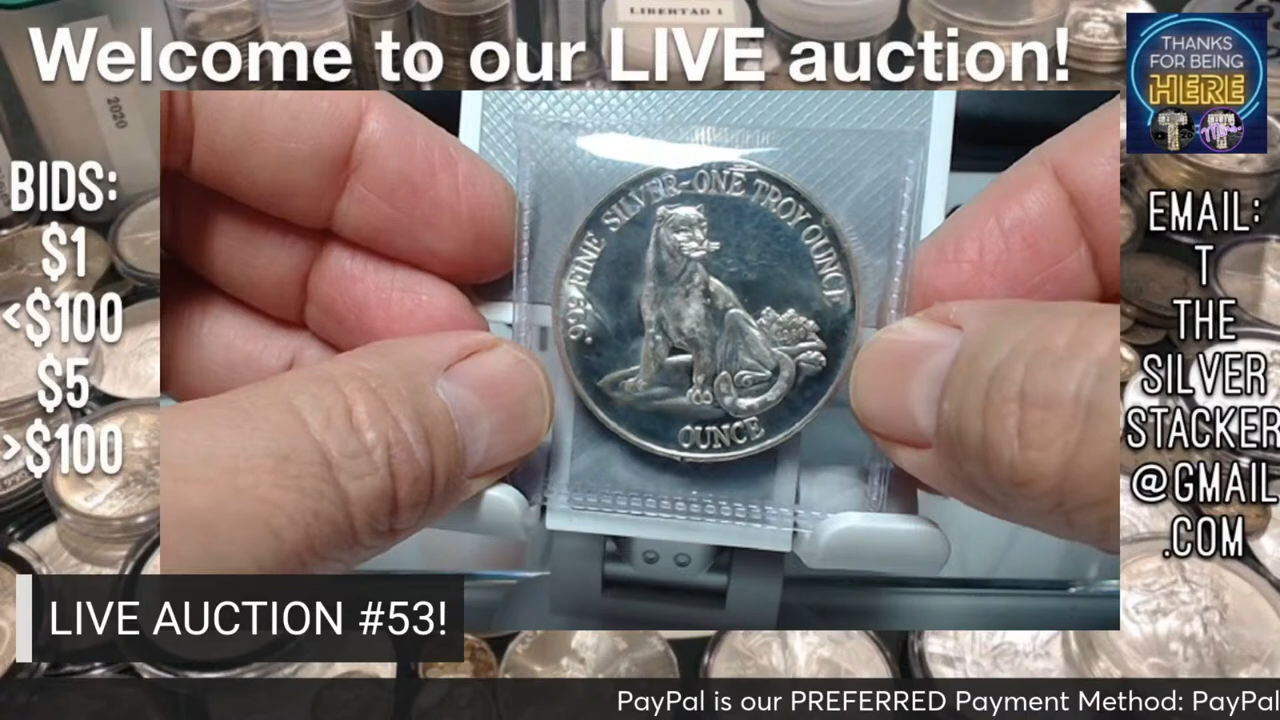 LIBERTAD 1
Welcome to our LIVE auction!
THANKS
FOR BEING
HERE
2020
BIDS:
$1
<$100
$5
>$100
.999 FINE SILVER-ONE TROY OUNCE
OUNCE
EMAIL:
T
THE
SILVER
STACKER
@GMAIL
.COM
LIVE AUCTION #53!
PayPal is our PREFERRED Payment Method: PayPal